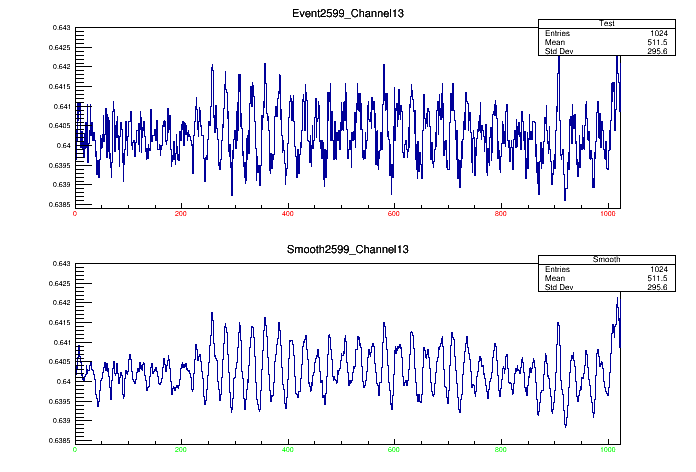 Event2599_Channel13
Test
Entries 1024
Mean 511.5
Std Dev 295.6
0.643
0.6425
0.642
0.6415
0.641
0.6405
0.64
0.6395
0.639
0.6385
0 200 400 600 800 1000
Smooth2599_Channel13
Smooth
Entries 1024
Mean 511.5
Std Dev 295.6
0.643
0.6425
0.642
0.6415
0.641
0.6405
0.64
0.6395
0.639
0.6385
0 200 400 600 800 1000